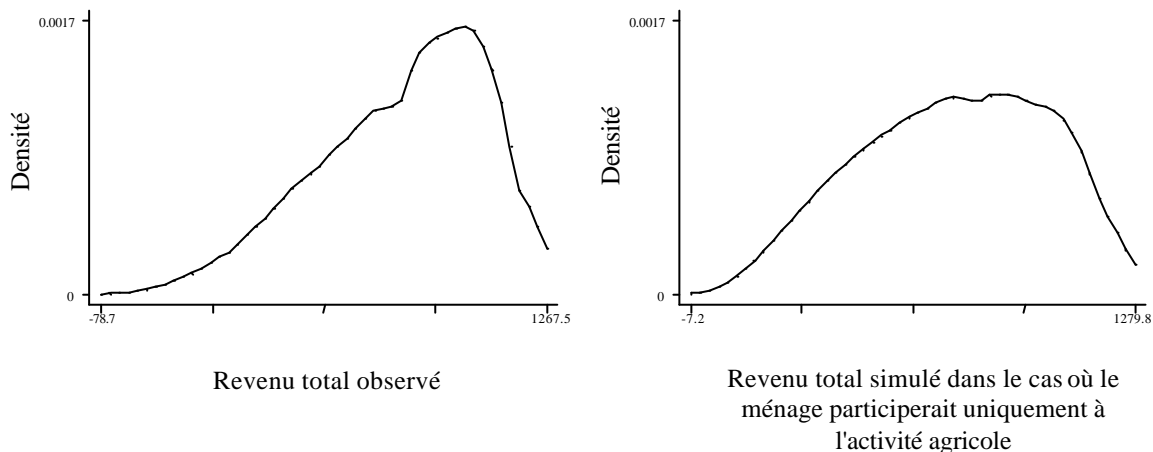 0.0017
Densité
0
-78.7
1267.5
Revenu total observé
0.0017
Densité
0
-7.2
1279.8
Revenu total simulé dans le cas où le
ménage participerait uniquement à
l'activité agricole